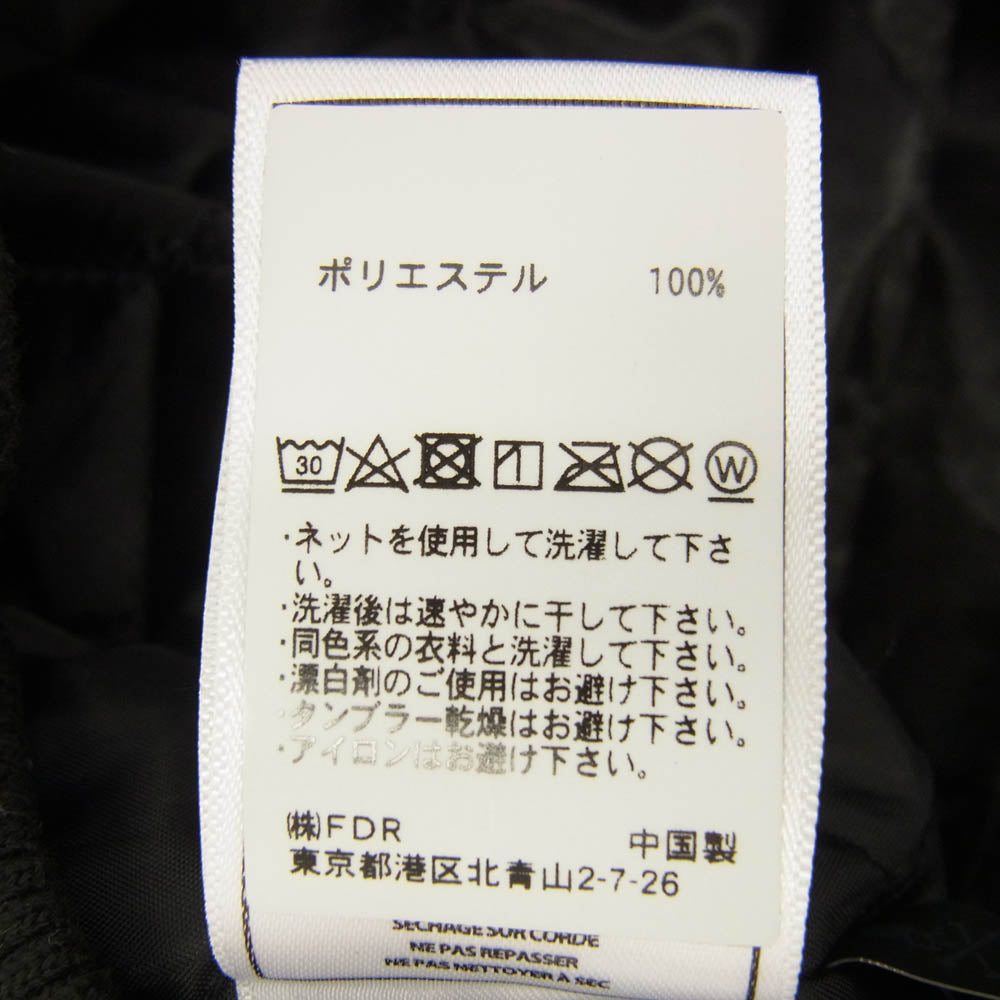 ポリエステル 100%
30 W
・ネットを使用して洗濯して下さ
い。
・洗濯後は速やかに干して下さい。
・同色系の衣料と洗濯して下さい。
・漂白剤のご使用はお避け下さい。
・タンブラー乾燥はお避け下さい。
・アイロンはお避け下さい。
㈱FDR 中国製
東京都港区北青山2-7-26
SECHAGE SUR CORDE
NE PAS REPASSER
NE PAS NETTOYER A SEC